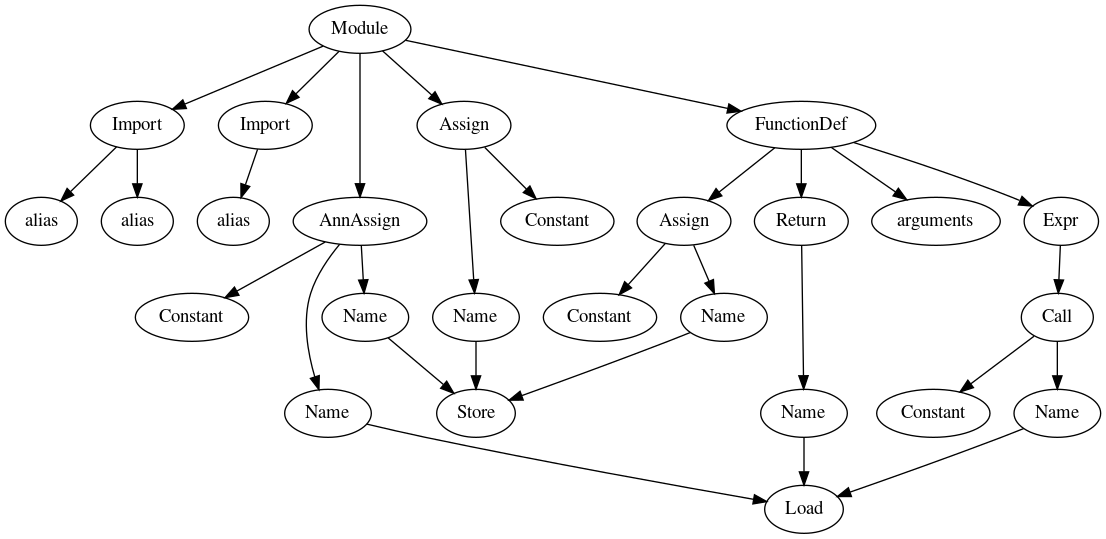 Module
Import Import Assign FunctionDef
alias alias alias AnnAssign Constant Assign Return arguments Expr
Constant Name Name Constant Name Call
Name Store Name Constant Name
Load